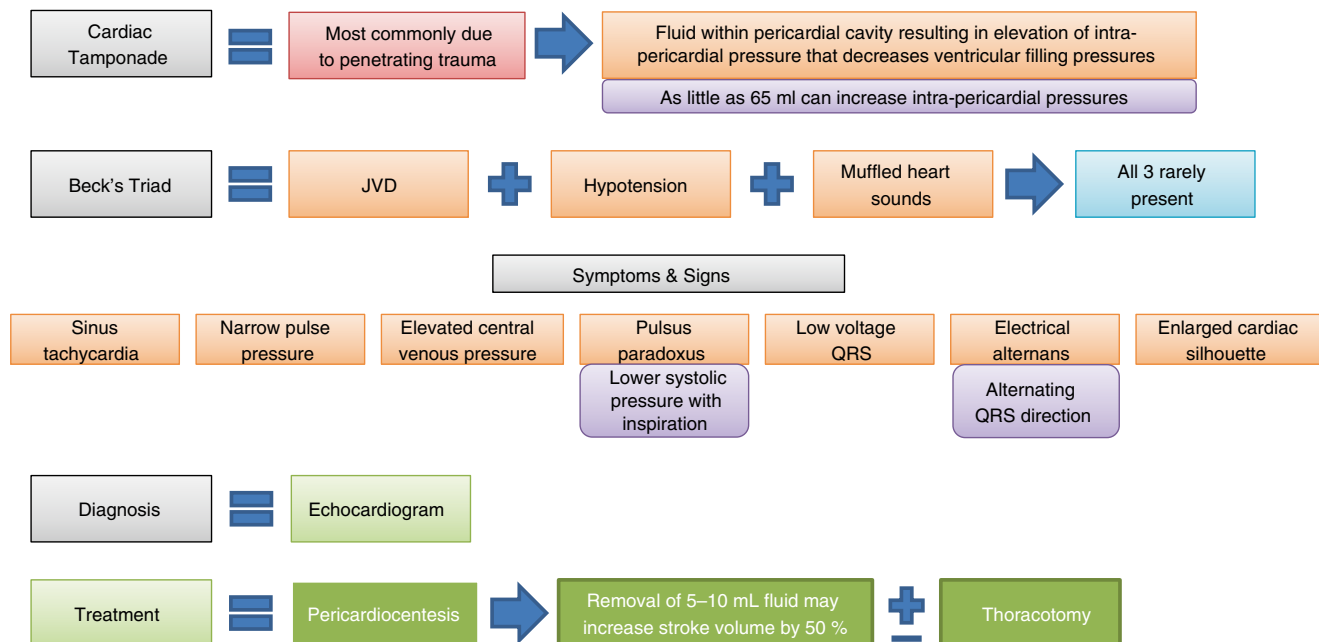 Cardiac
Tamponade
Most commonly due
to penetrating trauma
Fluid within pericardial cavity resulting in elevation of intra-
pericardial pressure that decreases ventricular filling pressures
As little as 65 ml can increase intra-pericardial pressures
Beck's Triad
JVD
Hypotension
Muffled heart
sounds
All 3 rarely
present
Symptoms & Signs
Sinus
tachycardia
Narrow pulse
pressure
Elevated central
venous pressure
Pulsus
paradoxus
Lower systolic
pressure with
inspiration
Low voltage
QRS
Electrical
alternans
Alternating
QRS direction
Enlarged cardiac
silhouette
Diagnosis
Echocardiogram
Treatment
Pericardiocentesis
Removal of 5–10 mL fluid may
increase stroke volume by 50 %
Thoracotomy